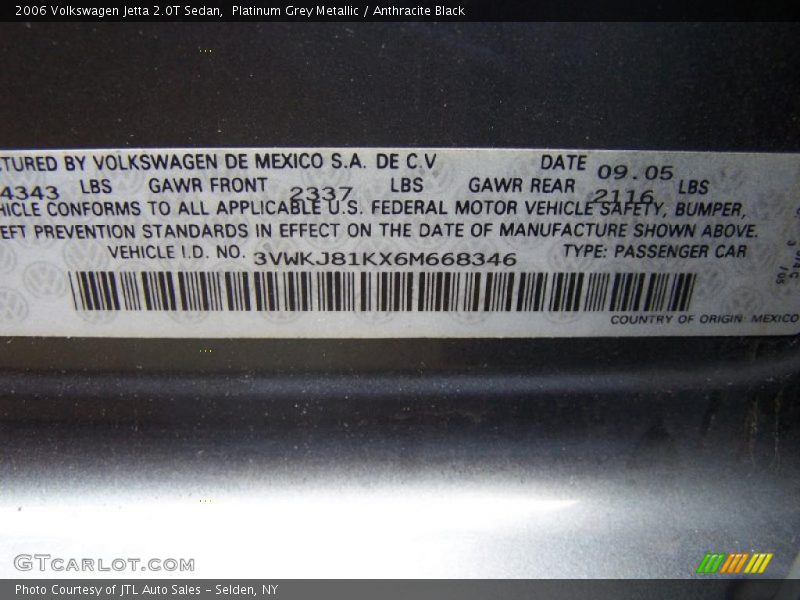 2006 Volkswagen Jetta 2.0T Sedan,  Platinum Grey Metallic / Anthracite Black
TURED BY VOLKSWAGEN DE MEXICO S.A. DE C.V DATE 09.05
4343 LBS GAWR FRONT 2337 LBS GAWR REAR 2116 LBS
HICLE CONFORMS TO ALL APPLICABLE U.S. FEDERAL MOTOR VEHICLE SAFETY, BUMPER,
EFT PREVENTION STANDARDS IN EFFECT ON THE DATE OF MANUFACTURE SHOWN ABOVE.
VEHICLE I.D. NO. 3VWKJ81KX6M668346 TYPE: PASSENGER CAR
COUNTRY OF ORIGIN: MEXICO
GTCARLOT.COM
Photo Courtesy of JTL Auto Sales – Selden, NY